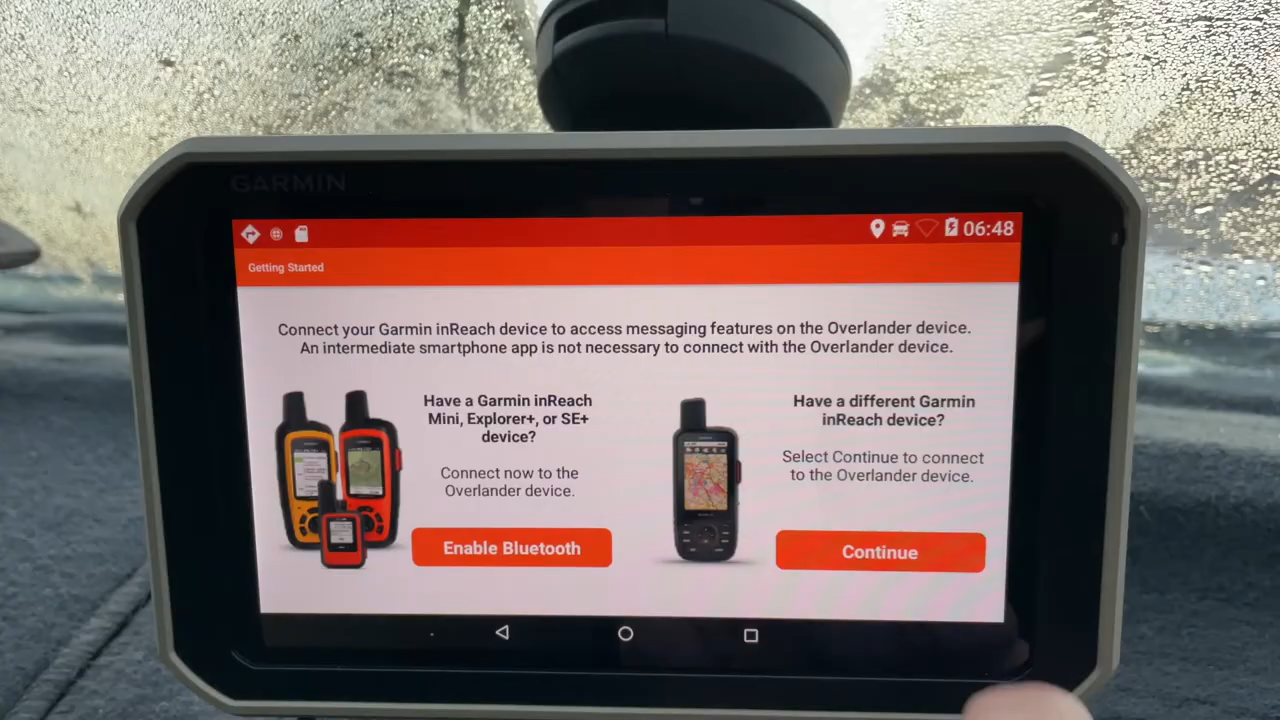 GARMIN
06:48
Getting Started
Connect your Garmin inReach device to access messaging features on the Overlander device.
An intermediate smartphone app is not necessary to connect with the Overlander device.
Have a Garmin inReach
Mini, Explorer+, or SE+
device?
Connect now to the
Overlander device.
Enable Bluetooth
Have a different Garmin
inReach device?
Select Continue to connect
to the Overlander device.
Continue